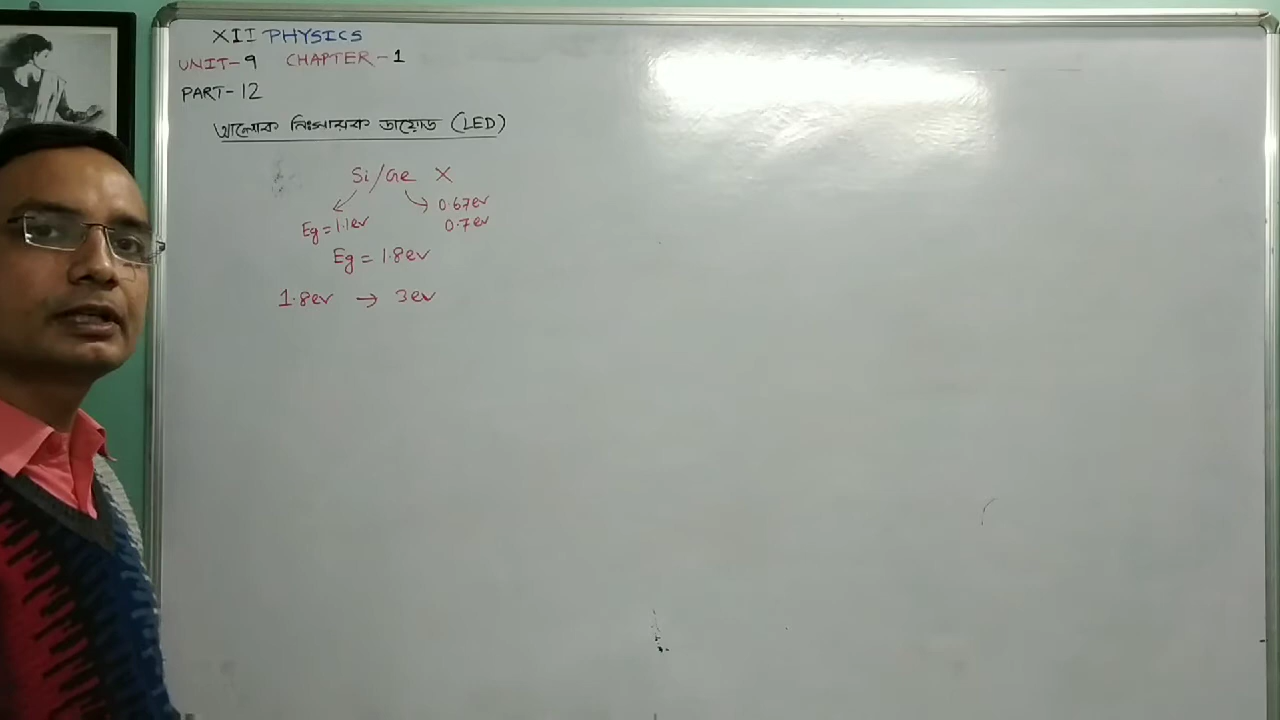 XII PHYSICS
UNIT-9 CHAPTER-1
PART-12
আলোক নিঃসারক ডায়োড (LED)
Si/Ge X
0.67ev
Eg=1.1ev 0.7ev
Eg = 1.8ev
1.8ev → 3ev